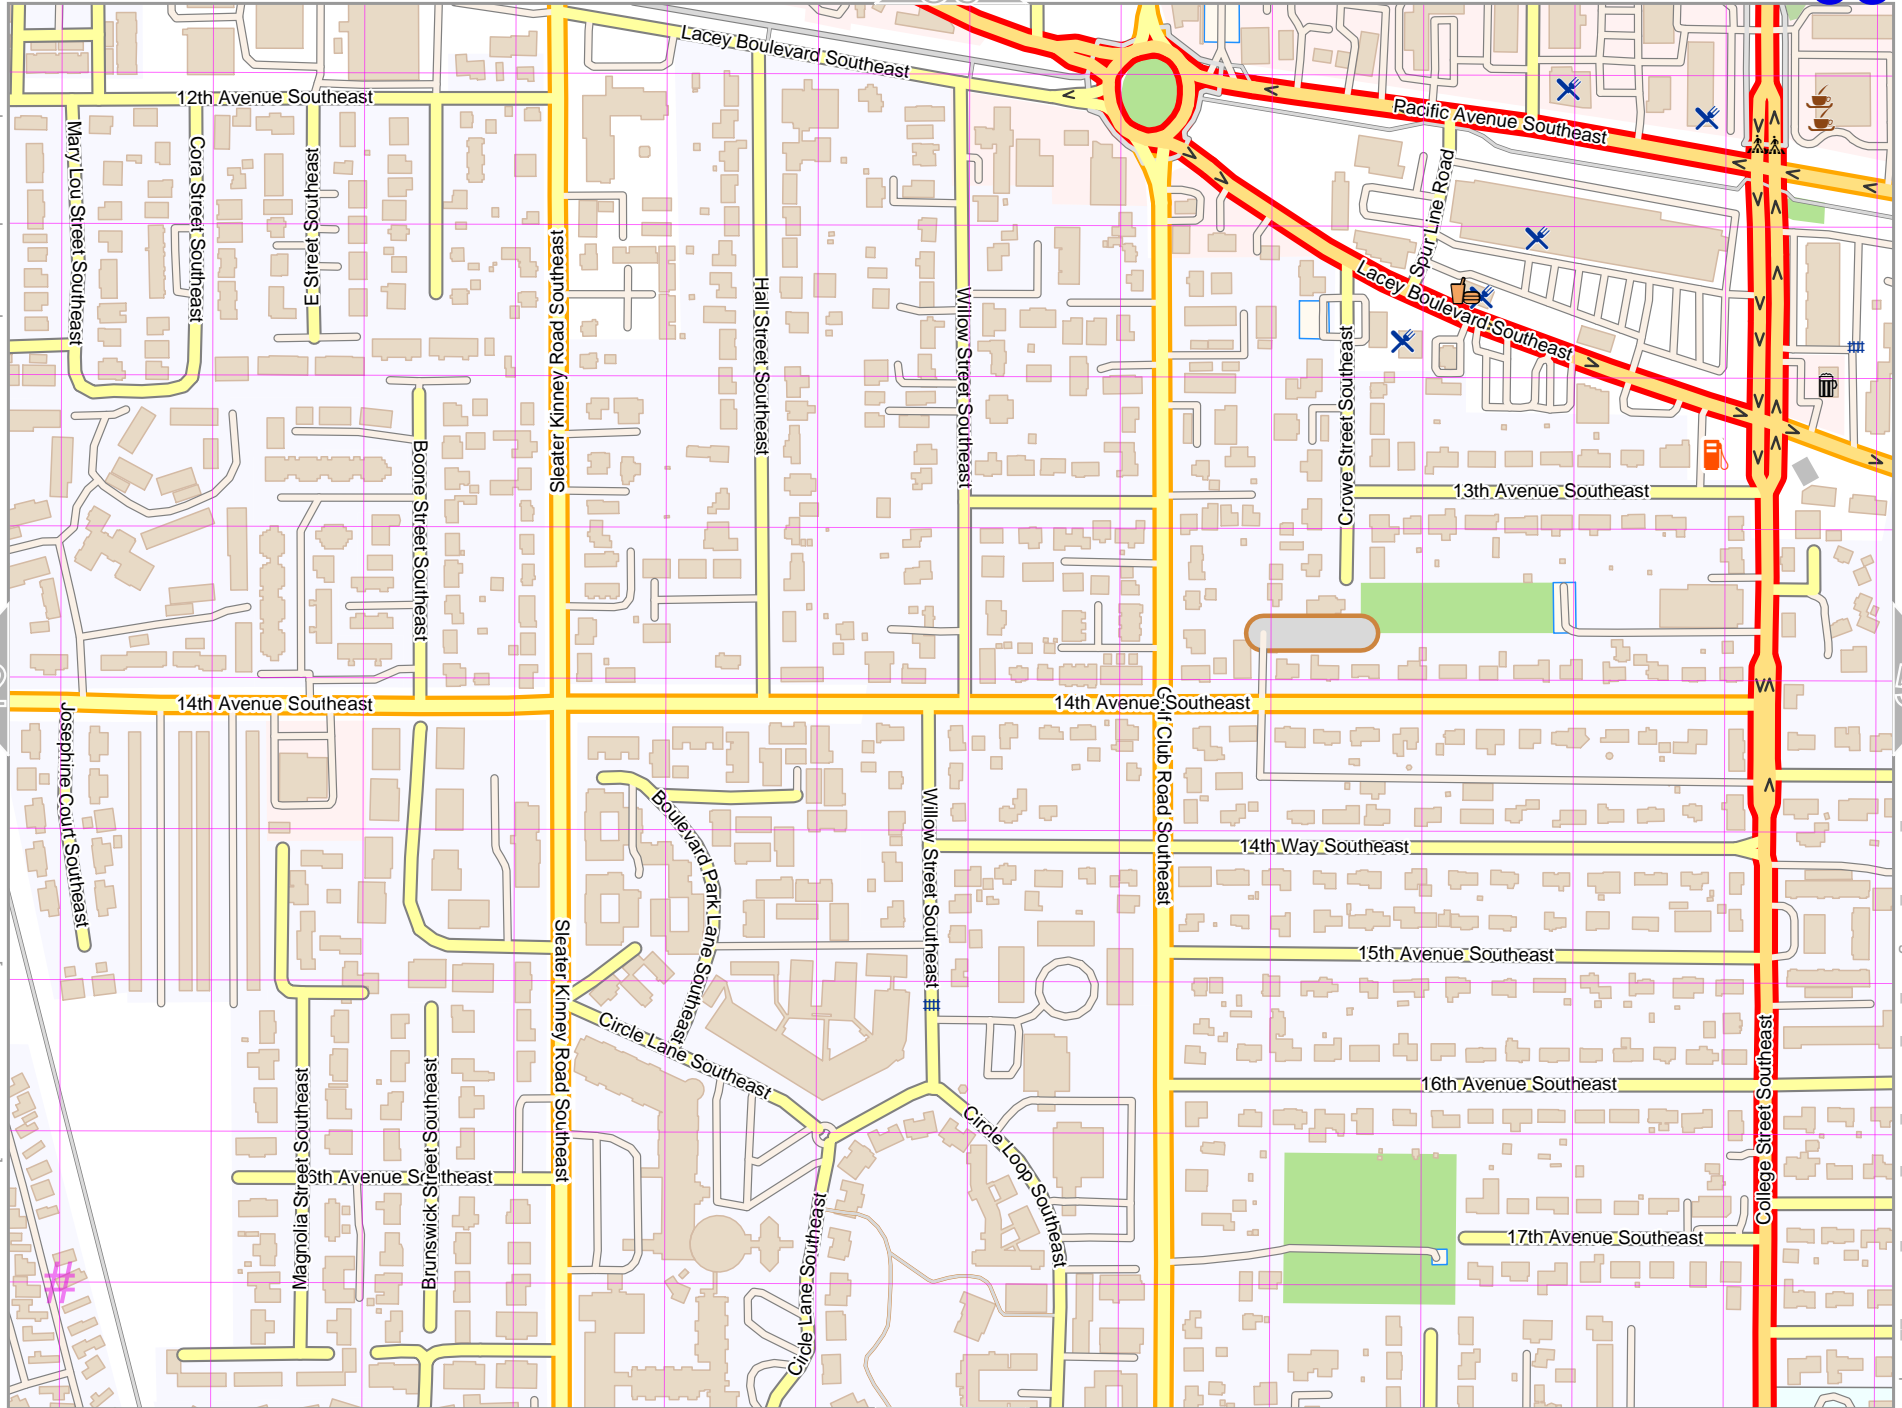 Lacey Boulevard Southeast
12th Avenue Southeast
Pacific Avenue Southeast
Mary Lou Street Southeast
Cora Street Southeast
E Street Southeast
Spur Line Road
Sleater Kinney Road Southeast
Hall Street Southeast
Willow Street Southeast
Lacey Boulevard Southeast
Crowe Street Southeast
Boone Street Southeast
13th Avenue Southeast
14th Avenue Southeast
14th Avenue Southeast
Josephine Court Southeast
Golf Club Road Southeast
Boulevard Park Lane Southeast
Willow Street Southeast
14th Way Southeast
Sleater Kinney Road Southeast
15th Avenue Southeast
Circle Lane Southeast
College Street Southeast
Magnolia Street Southeast
Brunswick Street Southeast
16th Avenue Southeast
Circle Loop Southeast
6th Avenue Southeast
Circle Lane Southeast
17th Avenue Southeast
#